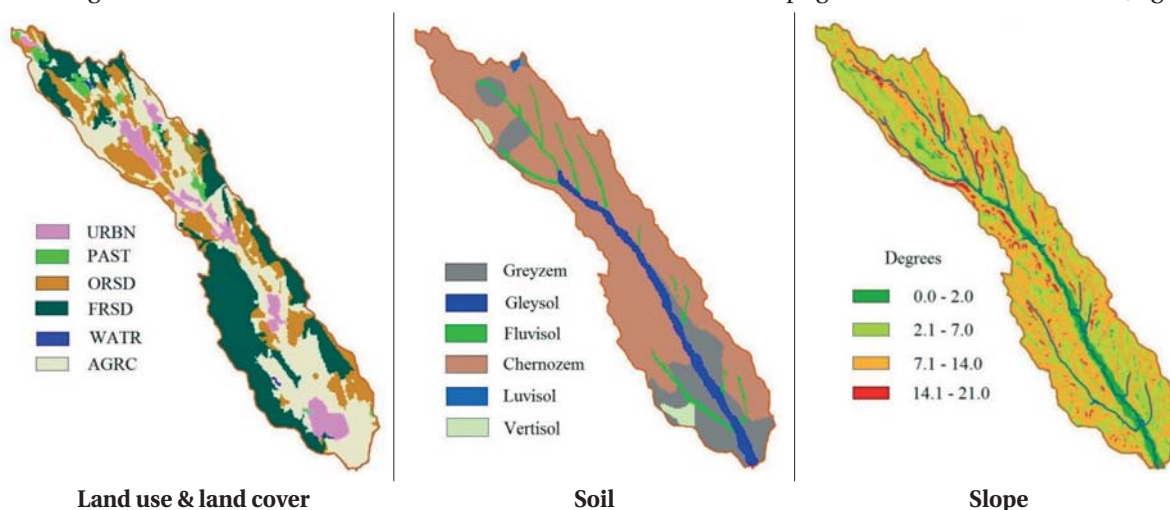 URBN
PAST
ORSD
FRSD
WATR
AGRC
Land use & land cover
Greyzem
Gleysol
Fluvisol
Chernozem
Luvisol
Vertisol
Soil
Degrees
0.0 - 2.0
2.1 - 7.0
7.1 - 14.0
14.1 - 21.0
Slope